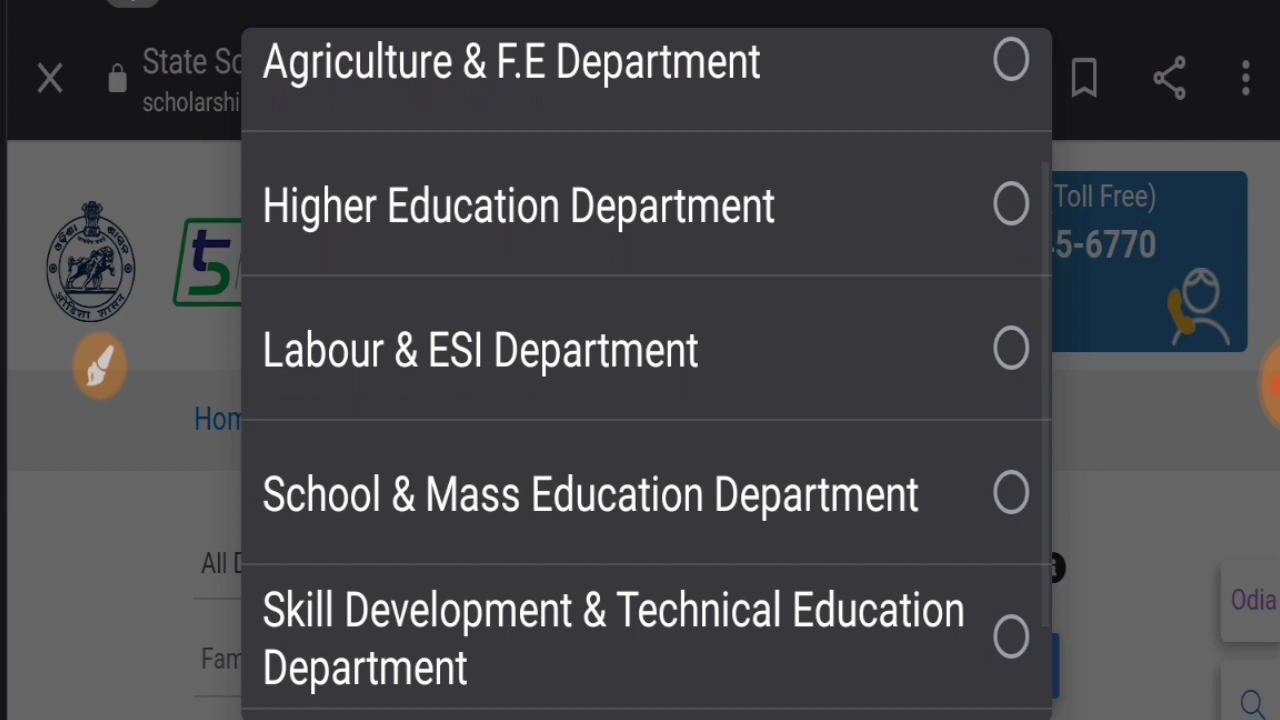 State Sc
scholarshi
Agriculture & F.E Department
Higher Education Department
Labour & ESI Department
School & Mass Education Department
Skill Development & Technical Education
Department
Toll Free)
5-6770
5
Hom
All D
Fam
Odia